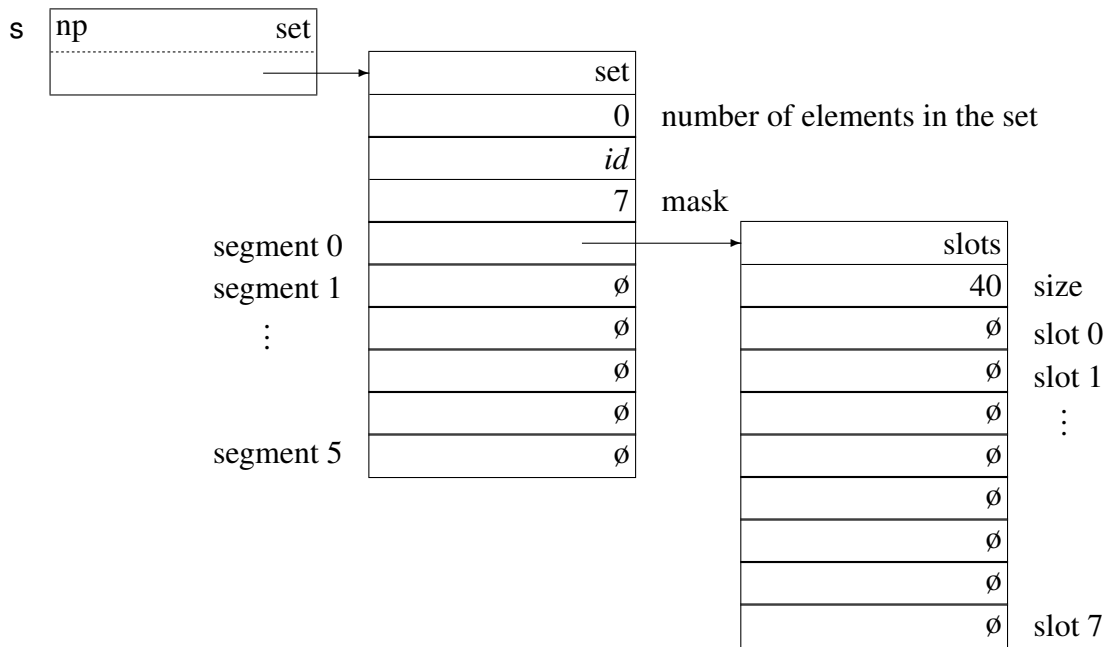 s
np set
set
0 number of elements in the set
id
7 mask
segment 0
segment 1 ø
⋮ ø
ø
ø
segment 5 ø
slots
40 size
ø slot 0
ø slot 1
ø ⋮
ø
ø
ø
ø
ø slot 7